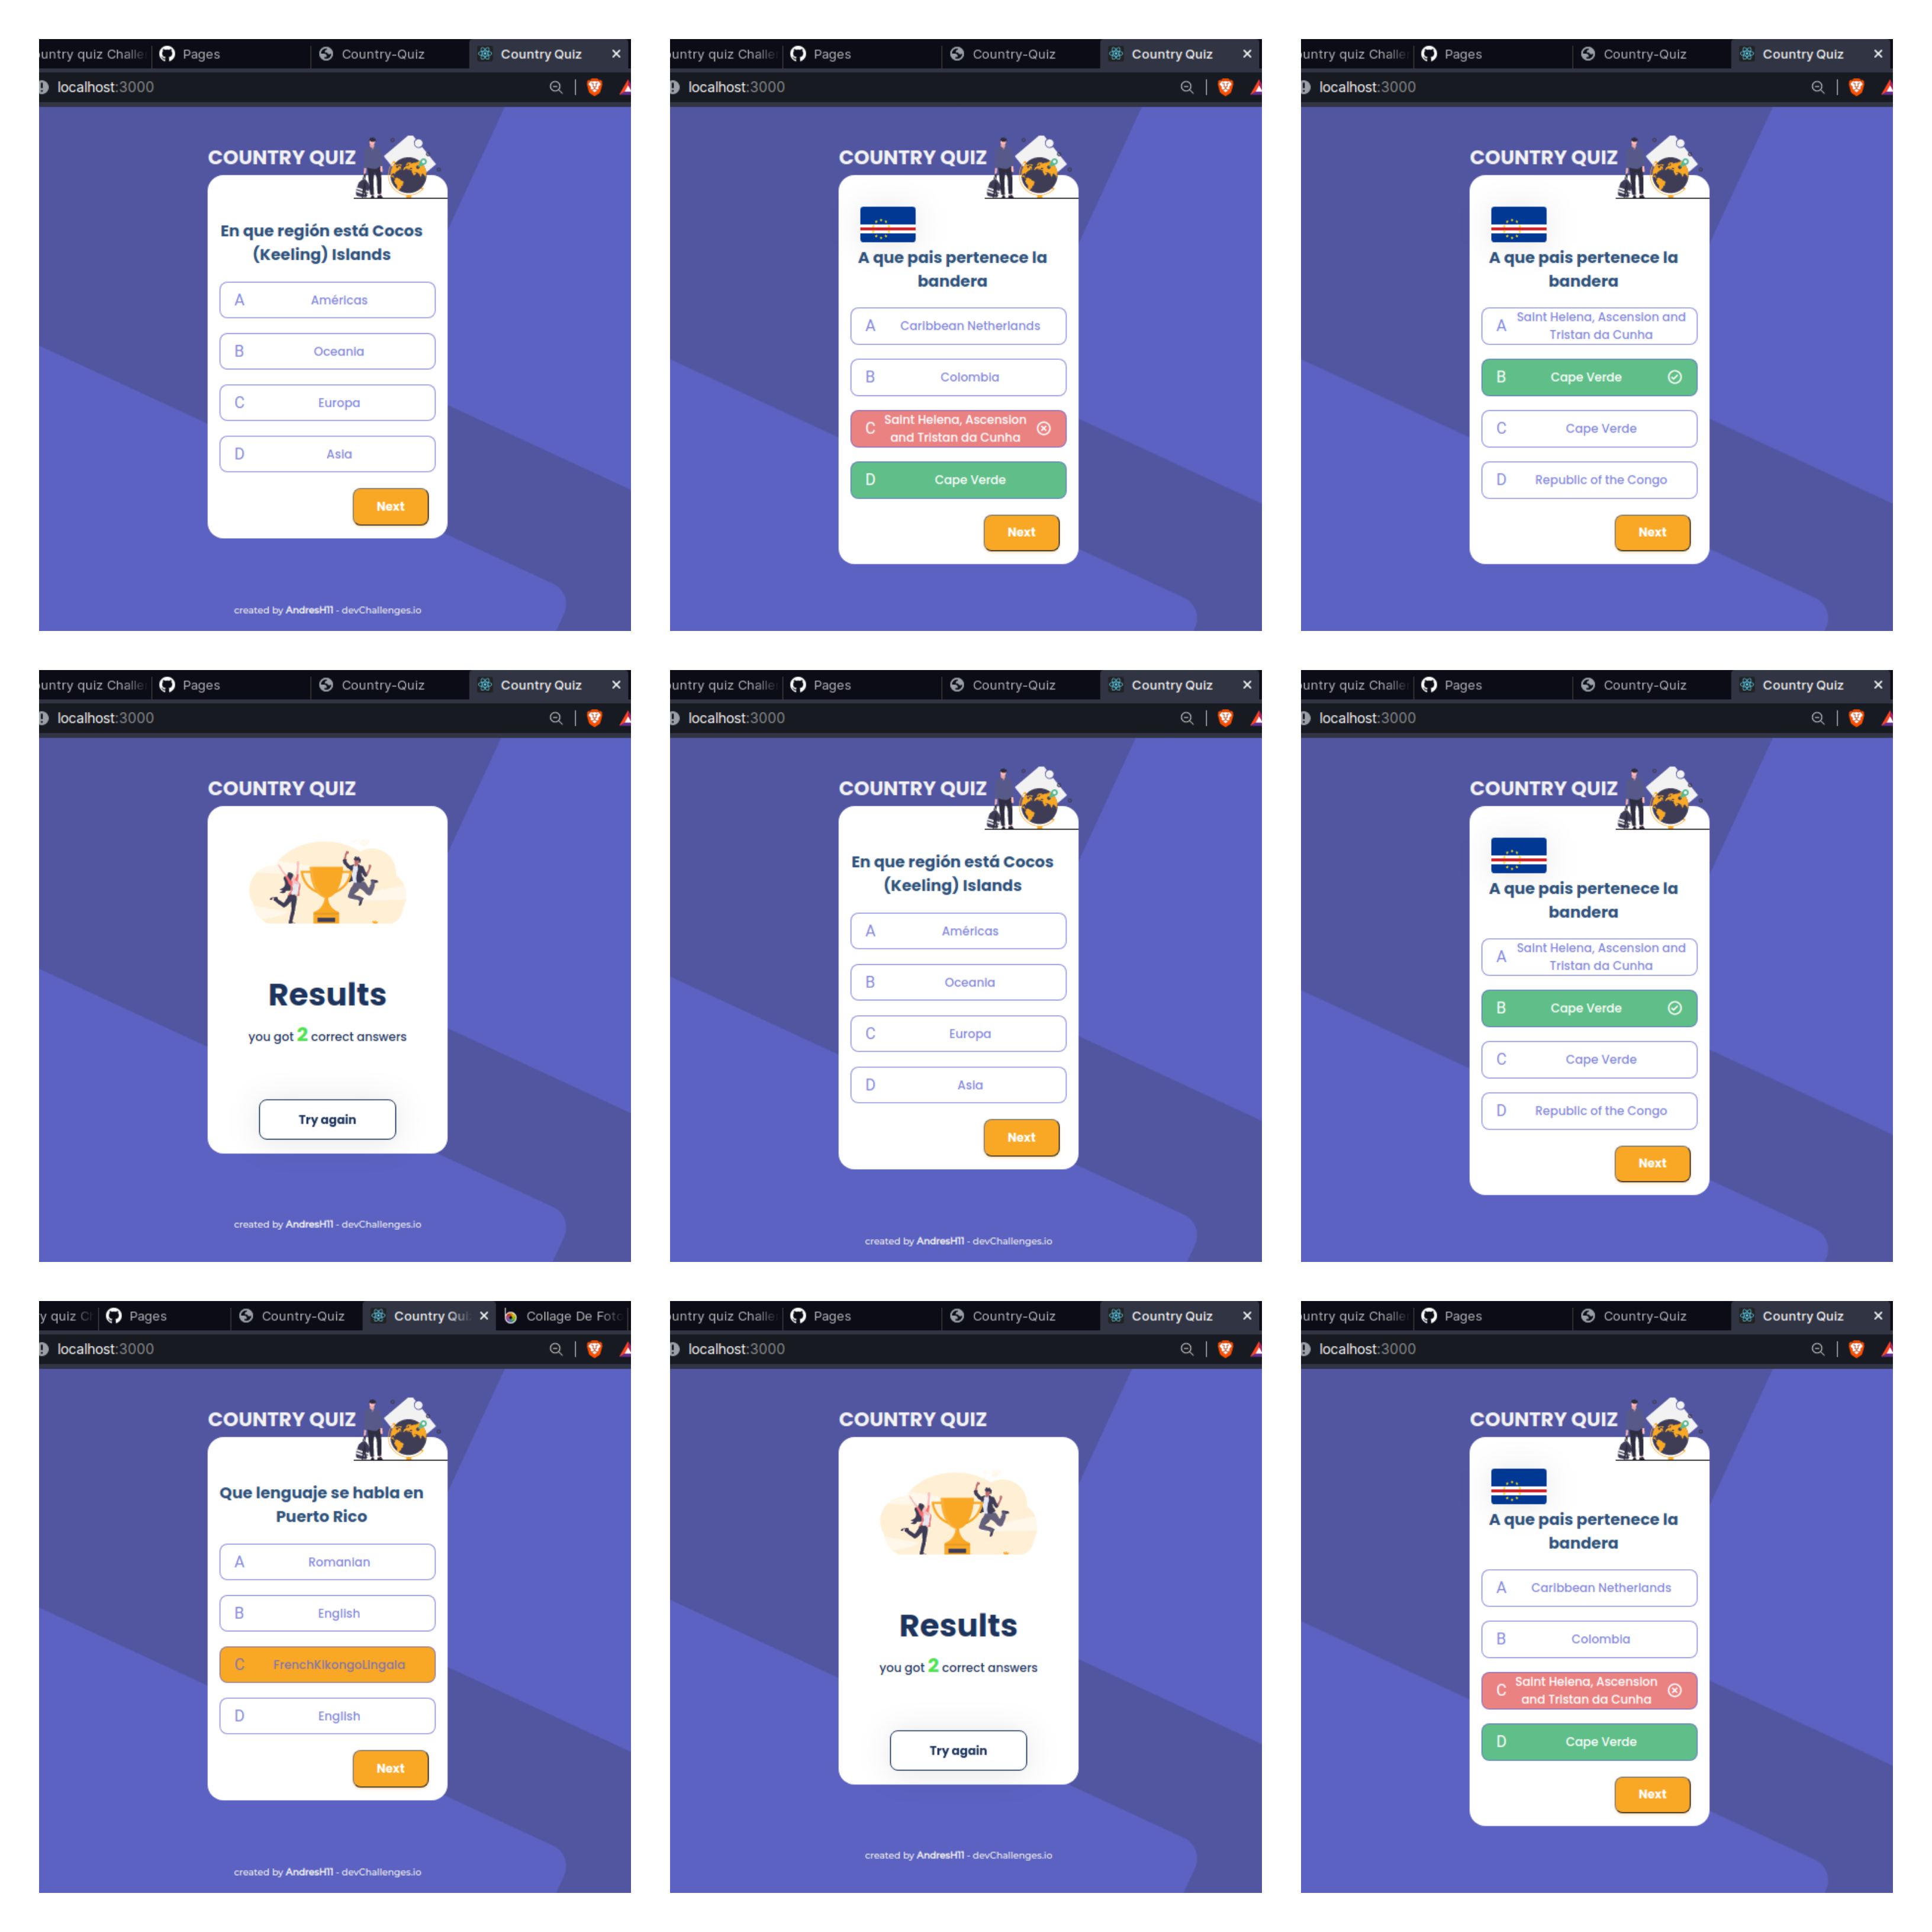 untry quiz Challe
Pages
Country-Quiz
Country Quiz
localhost:3000
COUNTRY QUIZ
En que región está Cocos
(Keeling) Islands
A Américas
B Oceania
C Europa
D Asia
Next
created by AndresH11 - devChallenges.io
untry quiz Challe
Pages
Country-Quiz
Country Quiz
localhost:3000
COUNTRY QUIZ
A que pais pertenece la
bandera
A Caribbean Netherlands
B Colombia
C Saint Helena, Ascension
and Tristan da Cunha
D Cape Verde
Next
untry quiz Challe
Pages
Country-Quiz
Country Quiz
localhost:3000
COUNTRY QUIZ
A que pais pertenece la
bandera
A Saint Helena, Ascension and
Tristan da Cunha
B Cape Verde
C Cape Verde
D Republic of the Congo
Next
untry quiz Challe
Pages
Country-Quiz
Country Quiz
localhost:3000
COUNTRY QUIZ
Results
you got 2 correct answers
Try again
created by AndresH11 - devChallenges.io
untry quiz Challe
Pages
Country-Quiz
Country Quiz
localhost:3000
COUNTRY QUIZ
En que región está Cocos
(Keeling) Islands
A Américas
B Oceania
C Europa
D Asia
Next
created by AndresH11 - devChallenges.io
untry quiz Challe
Pages
Country-Quiz
Country Quiz
localhost:3000
COUNTRY QUIZ
A que pais pertenece la
bandera
A Saint Helena, Ascension and
Tristan da Cunha
B Cape Verde
C Cape Verde
D Republic of the Congo
Next
y quiz C
Pages
Country-Quiz
Country Qui
Collage De Foto
localhost:3000
COUNTRY QUIZ
Que lenguaje se habla en
Puerto Rico
A Romanian
B English
C FrenchKikongoLingala
D English
Next
created by AndresH11 - devChallenges.io
untry quiz Challe
Pages
Country-Quiz
Country Quiz
localhost:3000
COUNTRY QUIZ
Results
you got 2 correct answers
Try again
created by AndresH11 - devChallenges.io
untry quiz Challe
Pages
Country-Quiz
Country Quiz
localhost:3000
COUNTRY QUIZ
A que pais pertenece la
bandera
A Caribbean Netherlands
B Colombia
C Saint Helena, Ascension
and Tristan da Cunha
D Cape Verde
Next